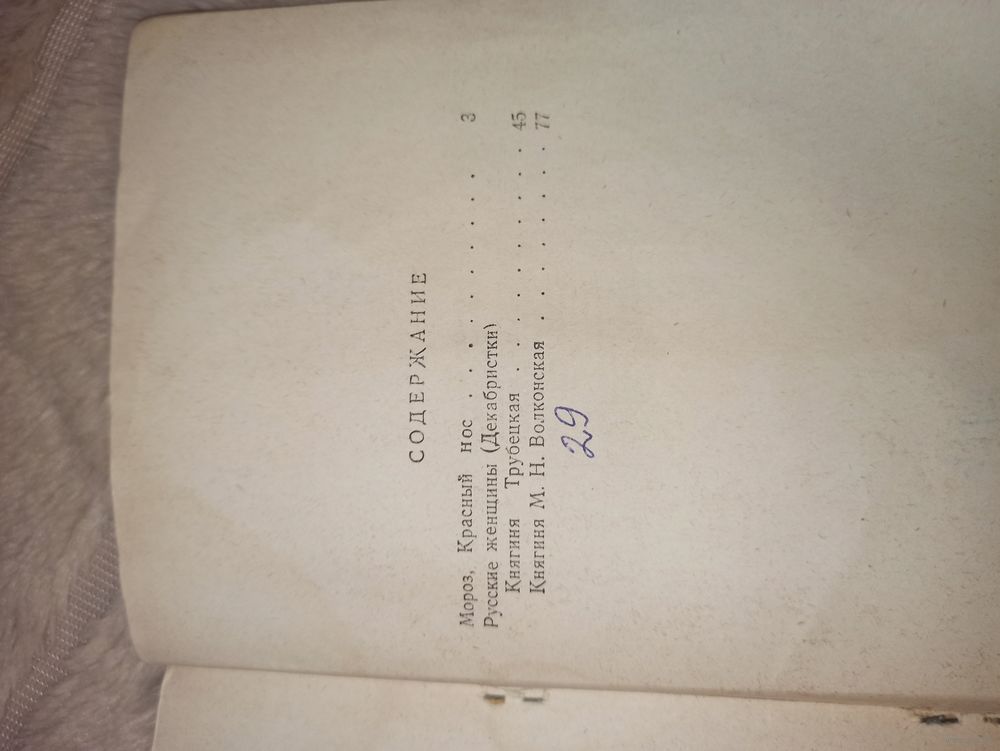 СОДЕРЖАНИЕ
Мороз, Красный нос . . . . . . . . . . 3
Русские женщины (Декабристки)
Княгиня Трубецкая . . . . . . . . . . 45
Княгиня М. Н. Волконская . . . . . . . . 77
29